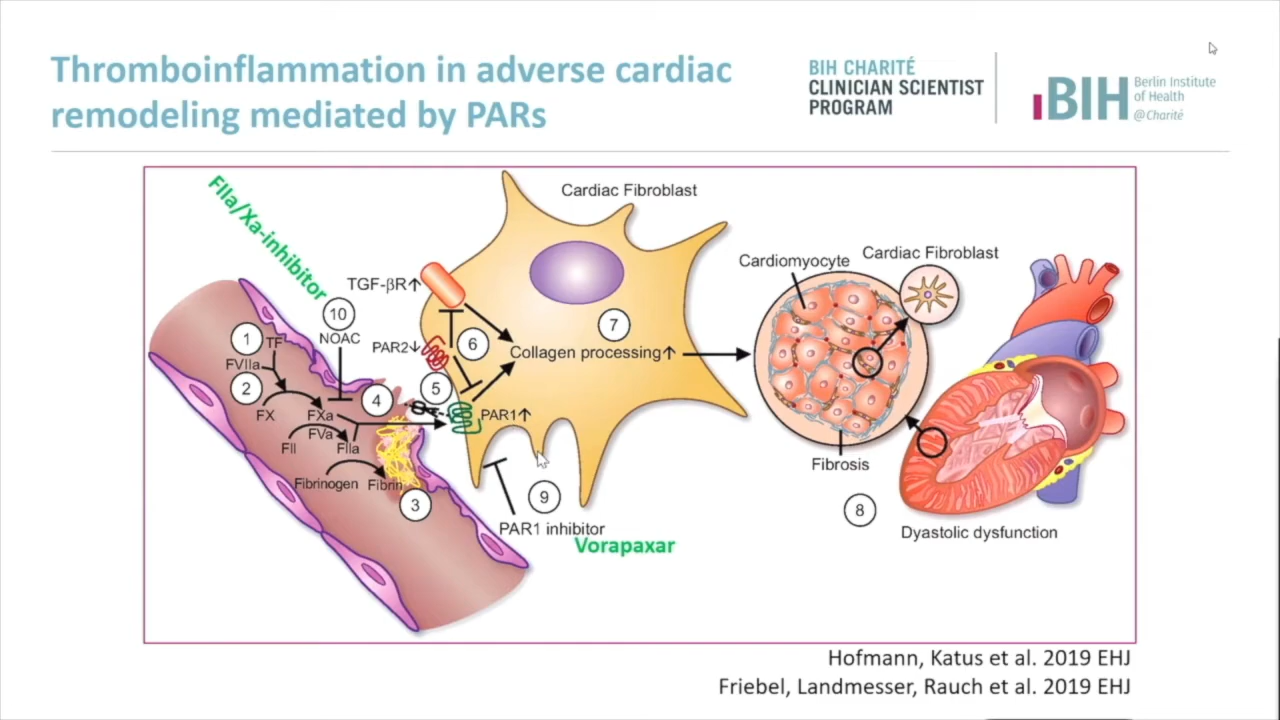 Thromboinflammation in adverse cardiac
remodeling mediated by PARs
BIH CHARITÉ
CLINICIAN SCIENTIST
PROGRAM
BIH
Berlin Institute
of Health
@Charité
FIIa/Xa-inhibitor
Cardiac Fibroblast
TGF-βR↑
10
NOAC
1
TF
FVIIa
2
FX
FXa
FVa
FII
FIIa
Fibrinogen
Fibrin
3
4
PAR2↓
5
6
PAR1↑
7
Collagen processing↑
9
PAR1 inhibitor
Vorapaxar
Cardiomyocyte
Cardiac Fibroblast
Fibrosis
8
Dyastolic dysfunction
Hofmann, Katus et al. 2019 EHJ
Friebel, Landmesser, Rauch et al. 2019 EHJ